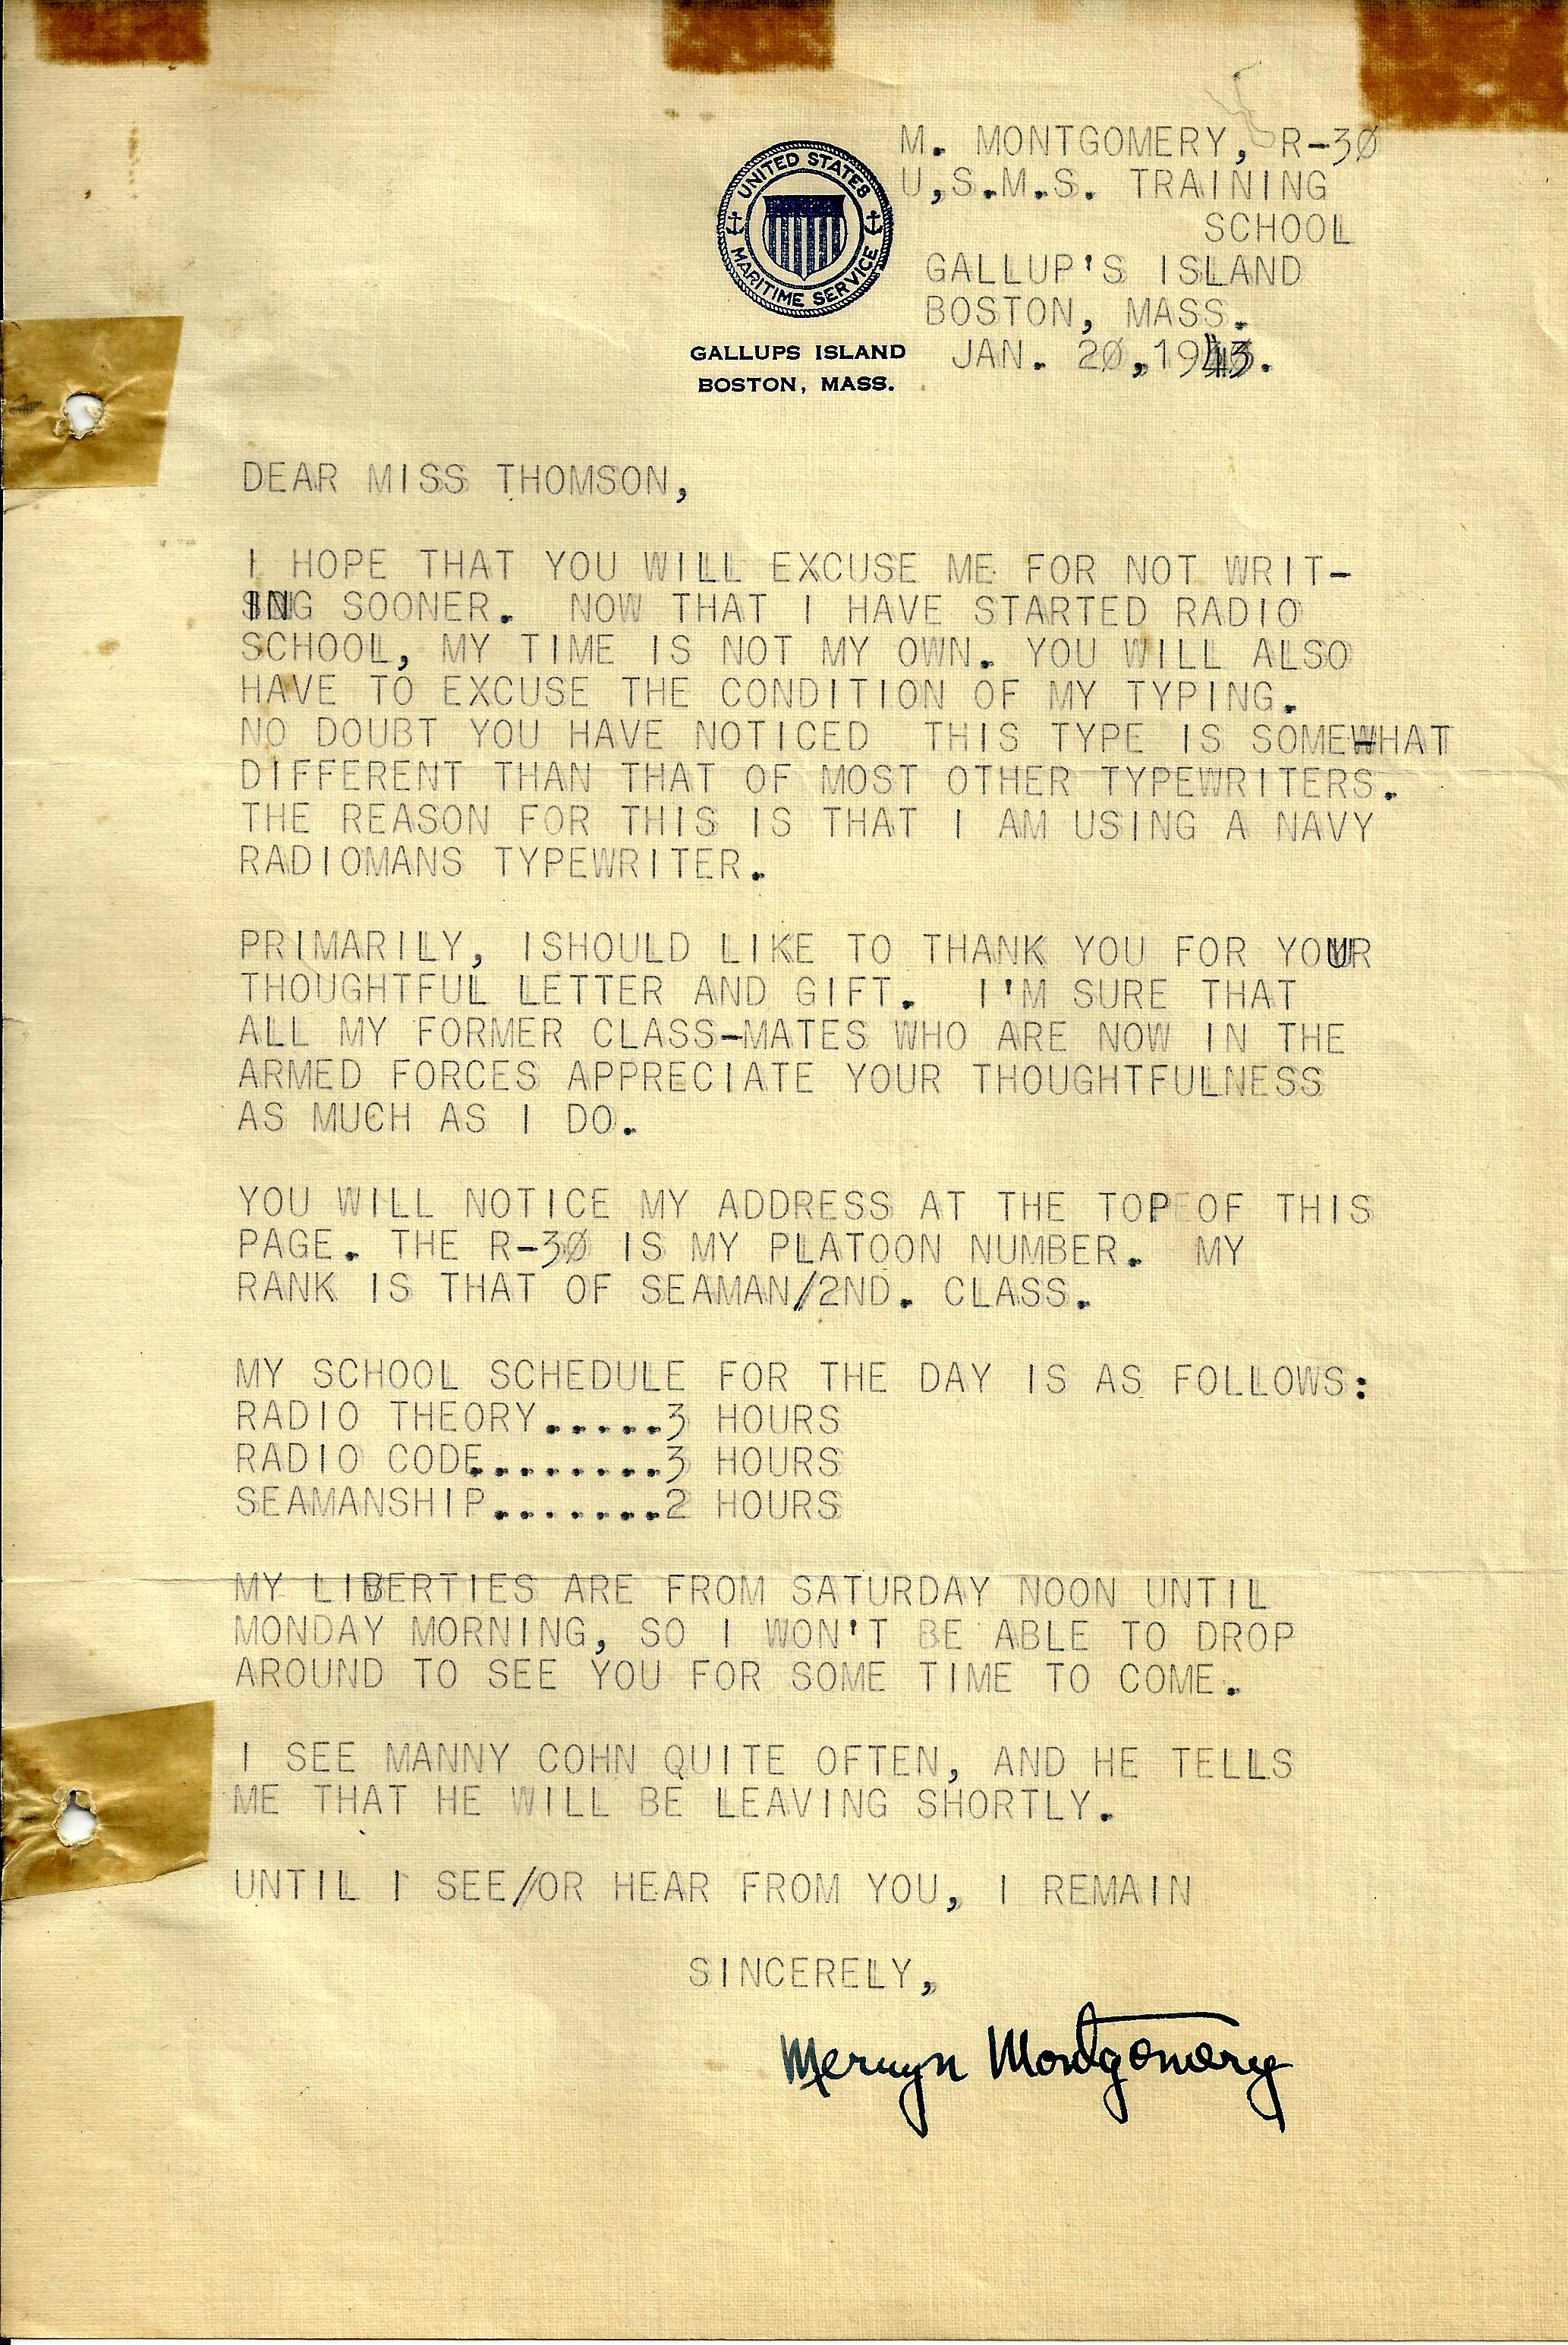 M. MONTGOMERY, R-3Ø
U,S.M.S. TRAINING
SCHOOL
GALLUP'S ISLAND
BOSTON, MASS.
JAN. 2Ø,1943.
UNITED STATES
MARITIME SERVICE
GALLUPS ISLAND
BOSTON, MASS.
DEAR MISS THOMSON,
I HOPE THAT YOU WILL EXCUSE ME FOR NOT WRIT-
ING SOONER. NOW THAT I HAVE STARTED RADIO
SCHOOL, MY TIME IS NOT MY OWN. YOU WILL ALSO
HAVE TO EXCUSE THE CONDITION OF MY TYPING.
NO DOUBT YOU HAVE NOTICED THIS TYPE IS SOMEWHAT
DIFFERENT THAN THAT OF MOST OTHER TYPEWRITERS.
THE REASON FOR THIS IS THAT I AM USING A NAVY
RADIOMANS TYPEWRITER.
PRIMARILY, ISHOULD LIKE TO THANK YOU FOR YOUR
THOUGHTFUL LETTER AND GIFT. I'M SURE THAT
ALL MY FORMER CLASS-MATES WHO ARE NOW IN THE
ARMED FORCES APPRECIATE YOUR THOUGHTFULNESS
AS MUCH AS I DO.
YOU WILL NOTICE MY ADDRESS AT THE TOP OF THIS
PAGE. THE R-3Ø IS MY PLATOON NUMBER. MY
RANK IS THAT OF SEAMAN/2ND. CLASS.
MY SCHOOL SCHEDULE FOR THE DAY IS AS FOLLOWS:
RADIO THEORY.....3 HOURS
RADIO CODE........3 HOURS
SEAMANSHIP.......2 HOURS
MY LIBERTIES ARE FROM SATURDAY NOON UNTIL
MONDAY MORNING, SO I WON'T BE ABLE TO DROP
AROUND TO SEE YOU FOR SOME TIME TO COME.
I SEE MANNY COHN QUITE OFTEN, AND HE TELLS
ME THAT HE WILL BE LEAVING SHORTLY.
UNTIL I SEE/OR HEAR FROM YOU, I REMAIN
SINCERELY,
Mervyn Montgomery